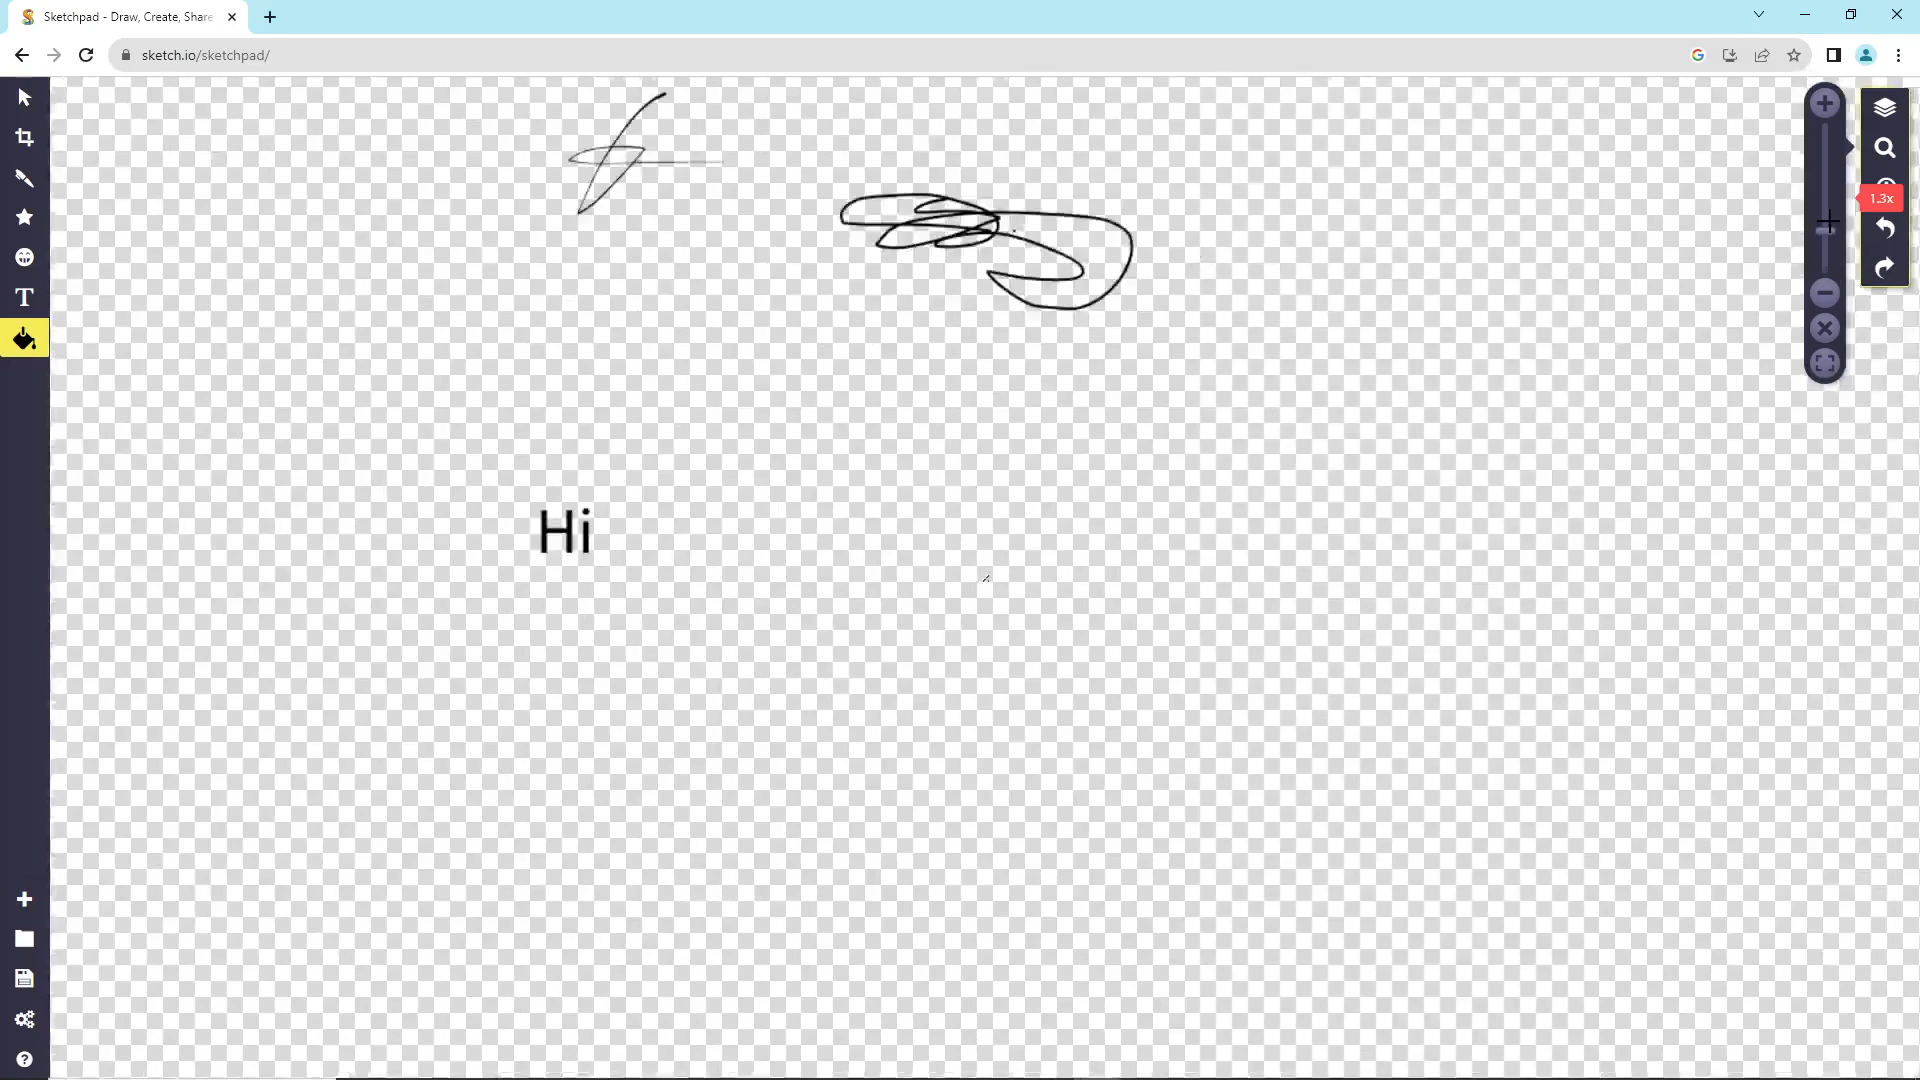 Sketchpad - Draw, Create, Share
sketch.io/sketchpad/
T
1.3x
Hi